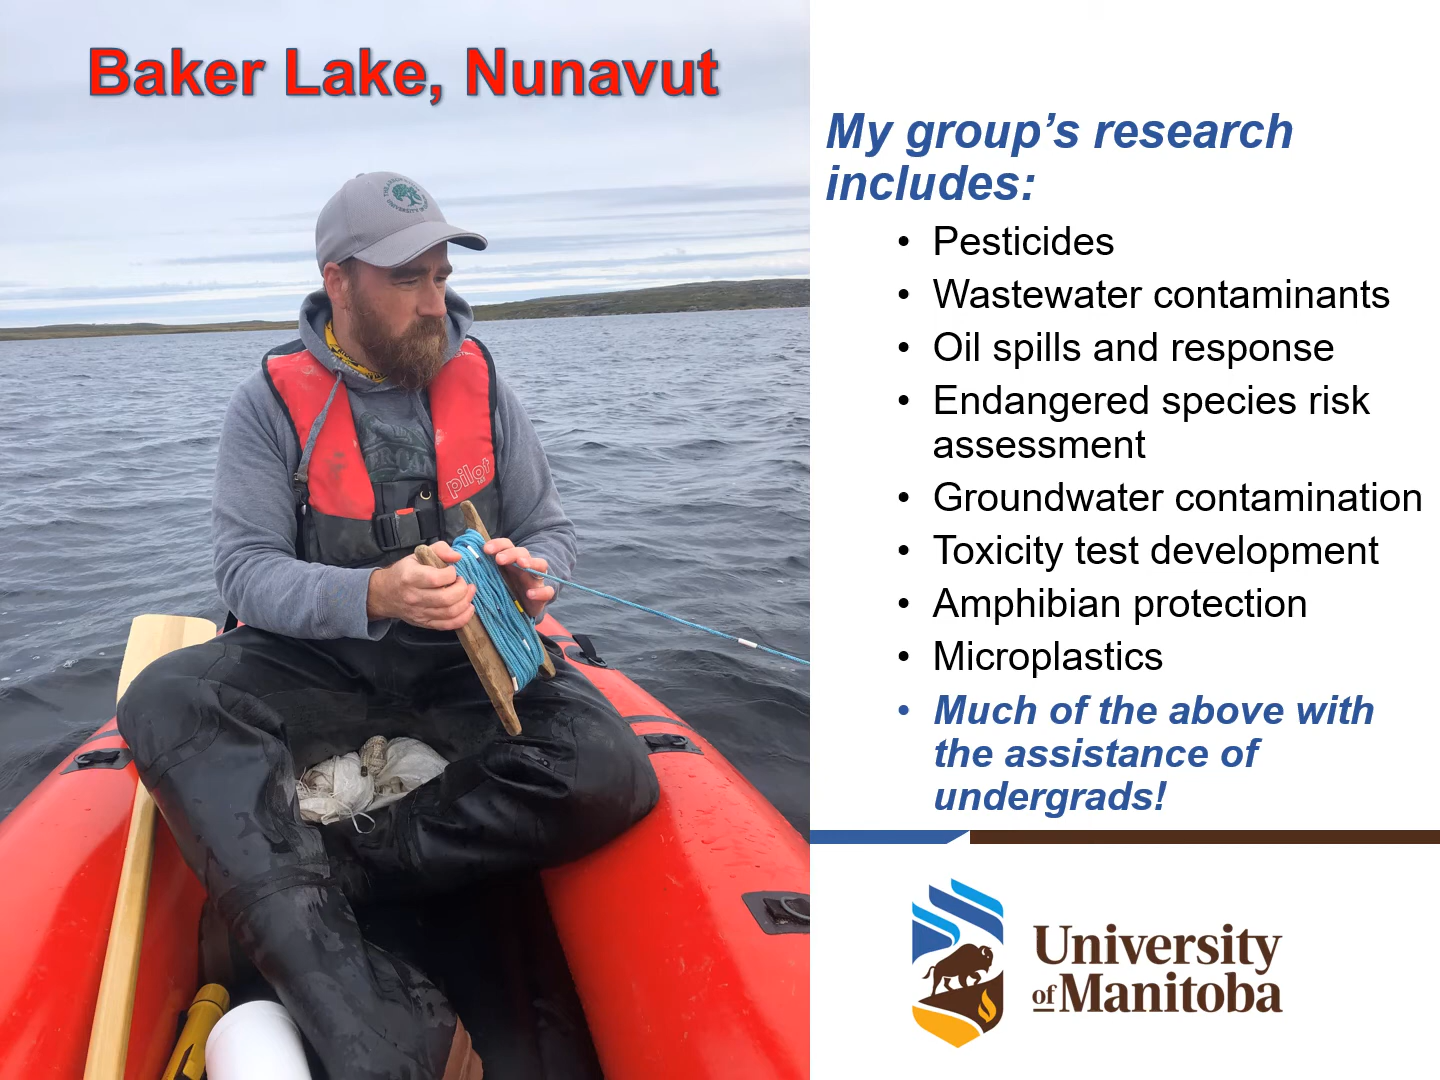 Baker Lake, Nunavut
My group's research
includes:
• Pesticides
• Wastewater contaminants
• Oil spills and response
• Endangered species risk
assessment
• Groundwater contamination
• Toxicity test development
• Amphibian protection
• Microplastics
• Much of the above with
the assistance of
undergrads!
University
of Manitoba
pilot
UNIVERSITY